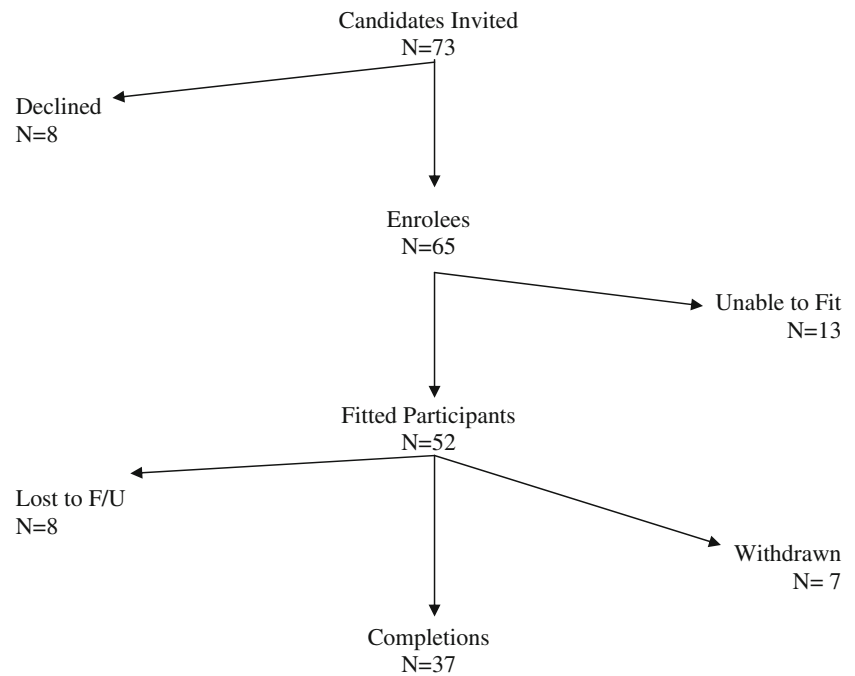 Candidates Invited
N=73
Declined
N=8
Enrolees
N=65
Unable to Fit
N=13
Fitted Participants
N=52
Lost to F/U
N=8
Withdrawn
N= 7
Completions
N=37